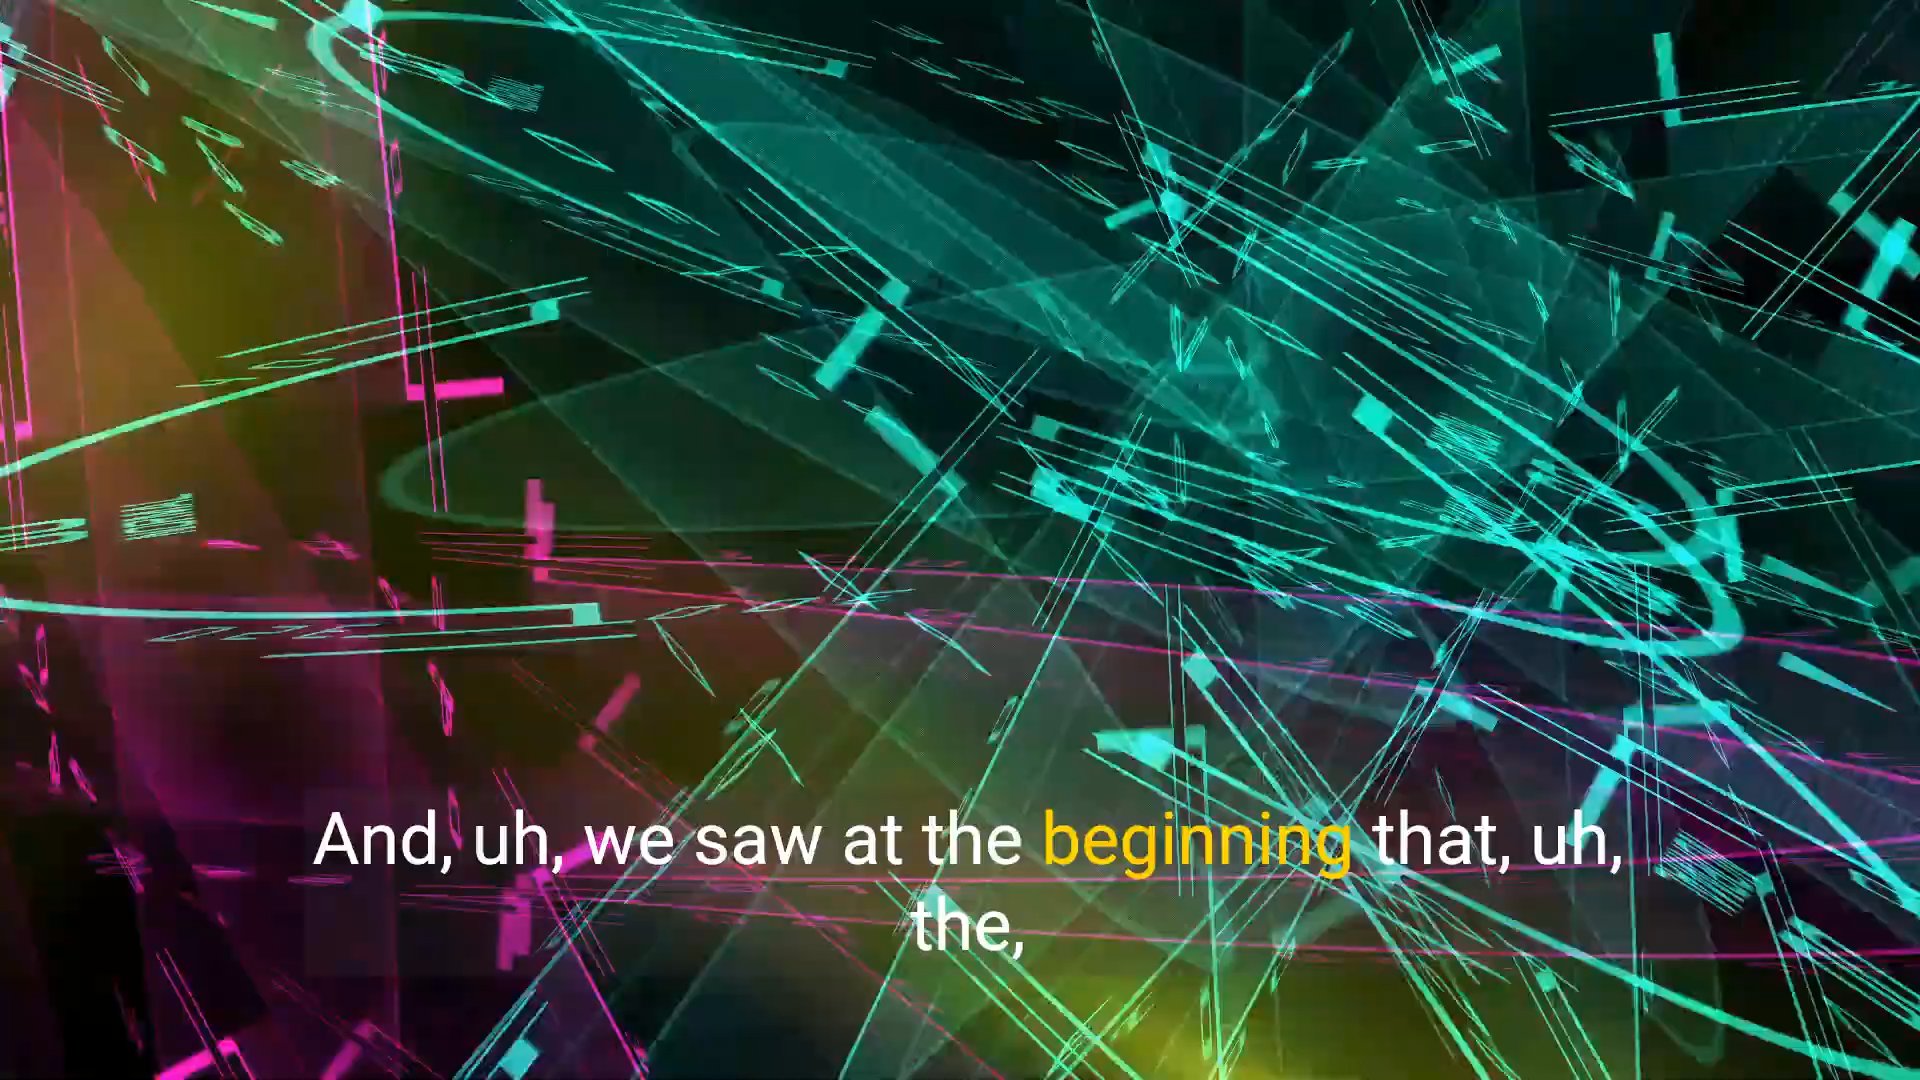 And, uh, we saw at the beginning that, uh,
the,